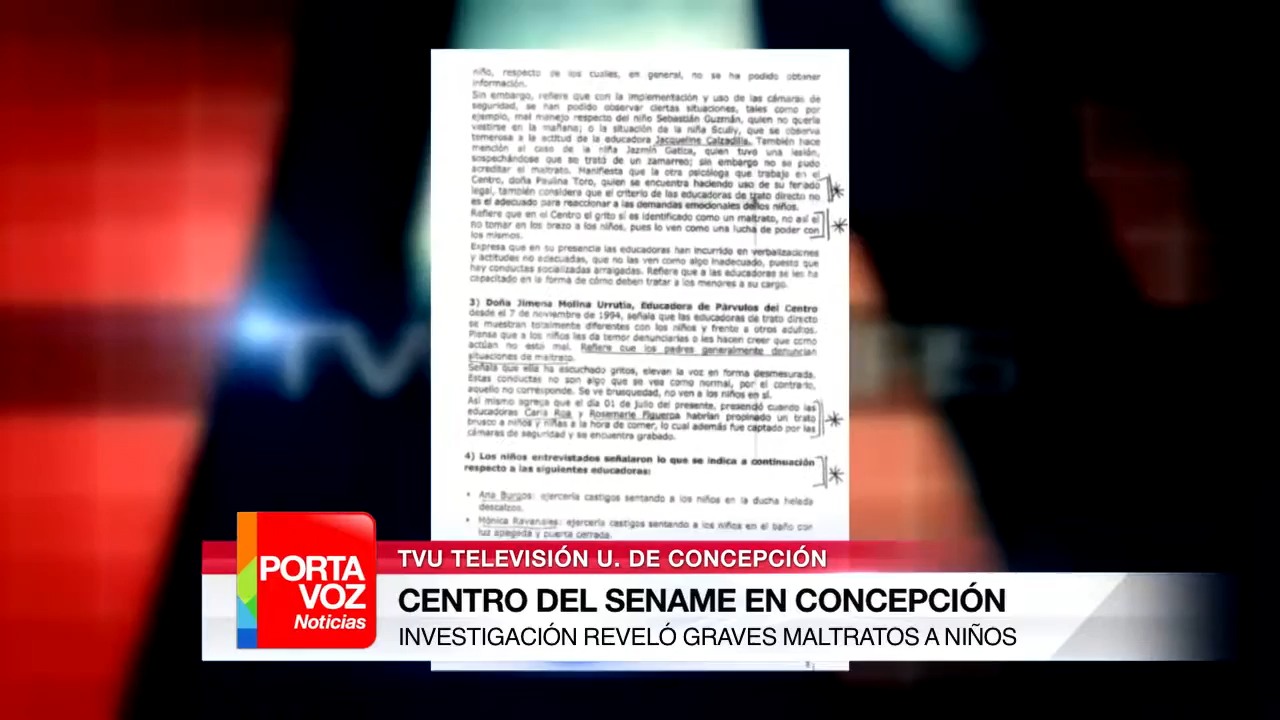 niño, respecto de los cuales, en general, no se ha podido obtener
información.
Sin embargo, refiere que con la implementación y uso de las cámaras de
seguridad, se han podido observar ciertas situaciones, tales como por
ejemplo, mal manejo respecto del niño Sebastián Guzmán, quien no quería
vestirse en la mañana; o la situación de la niña Scully, que se observa
temerosa a la actitud de la educadora Jacqueline Calzadilla. También hace
mención al caso de la niña Jazmín Gatica, quien tuvo una lesión,
sospechándose que se trató de un zamarreo; sin embargo no se pudo
acreditar el maltrato. Manifiesta que la otra psicóloga que trabaja en el
Centro, doña Paulina Toro, quien se encuentra haciendo uso de su feriado
legal, también considera que el criterio de las educadoras de trato directo no
es el adecuado para reaccionar a las demandas emocionales de los niños.
Refiere que en el Centro el grito sí es identificado como un maltrato, no así el
no tomar en los brazo a los niños, pues lo ven como una lucha de poder con
los mismos.
Expresa que en su presencia las educadoras han incurrido en verbalizaciones
y actitudes no adecuadas, que no las ven como algo inadecuado, puesto que
hay conductas socializadas arraigadas. Refiere que a las educadoras se les ha
capacitado en la forma de cómo deben tratar a los menores a su cargo.
3) Doña Jimena Molina Urrutia, Educadora de Párvulos del Centro
desde el 7 de noviembre de 1994, señala que las educadoras de trato directo
se muestran totalmente diferentes con los niños y frente a otros adultos.
Piensa que a los niños les da temor denunciarlas o les hacen creer que como
actúan no está mal. Refiere que los padres generalmente denuncian
situaciones de maltrato.
Señala que ella ha escuchado gritos, elevan la voz en forma desmesurada.
Estas conductas no son algo que se vea como normal, por el contrario,
aquello no corresponde. Se ve brusquedad, no ven a los niños en sí.
Así mismo agrega que el día 01 de julio del presente, presenció cuando las
educadoras Carla Roa y Rosemarie Figueroa habrían propinado un trato
brusco a niños y niñas a la hora de comer, lo cual además fue captado por las
cámaras de seguridad y se encuentra grabado.
4) Los niños entrevistados señalaron lo que se indica a continuación
respecto a las siguientes educadoras:
• Ana Burgos: ejercería castigos sentando a los niños en la ducha helada
descalzos.
• Mónica Ravanales: ejercería castigos sentando a los niños en el baño con
luz apagada y puerta cerrada.
TVU TELEVISIÓN U. DE CONCEPCIÓN
PORTA
VOZ
Noticias
CENTRO DEL SENAME EN CONCEPCIÓN
INVESTIGACIÓN REVELÓ GRAVES MALTRATOS A NIÑOS